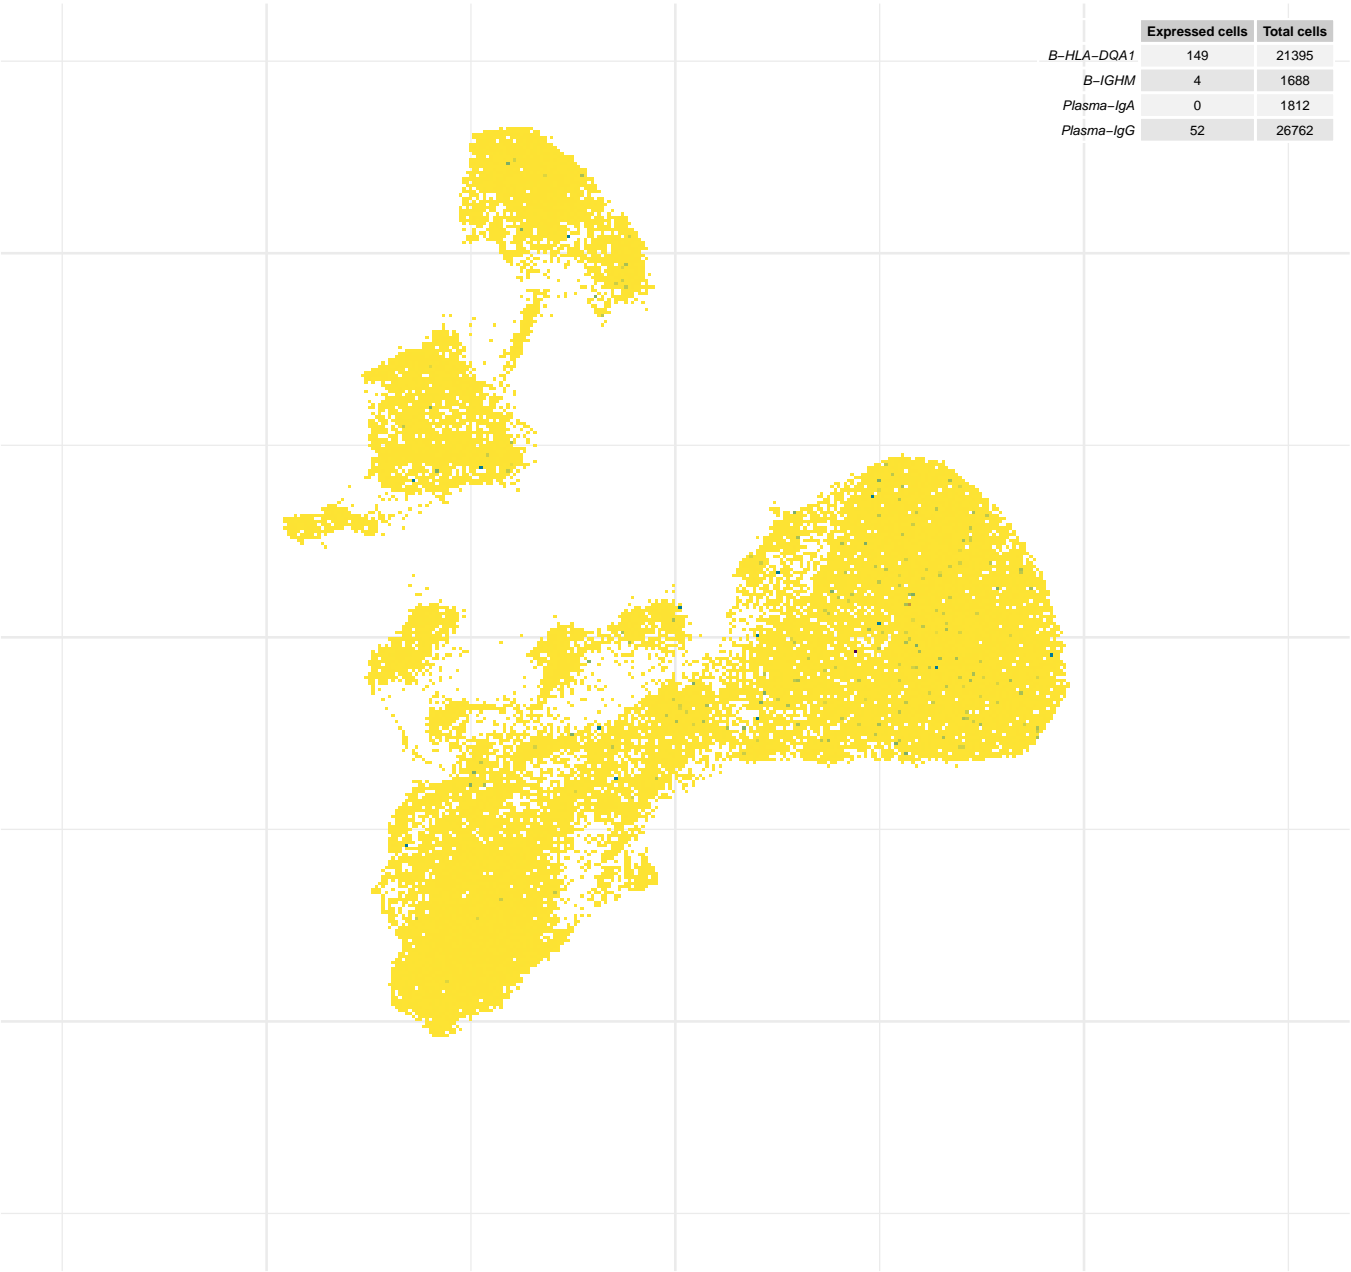 Expressed cells Total cells
B−HLA−DQA1 149 21395
B−IGHM 4 1688
Plasma−IgA 0 1812
Plasma−IgG 52 26762